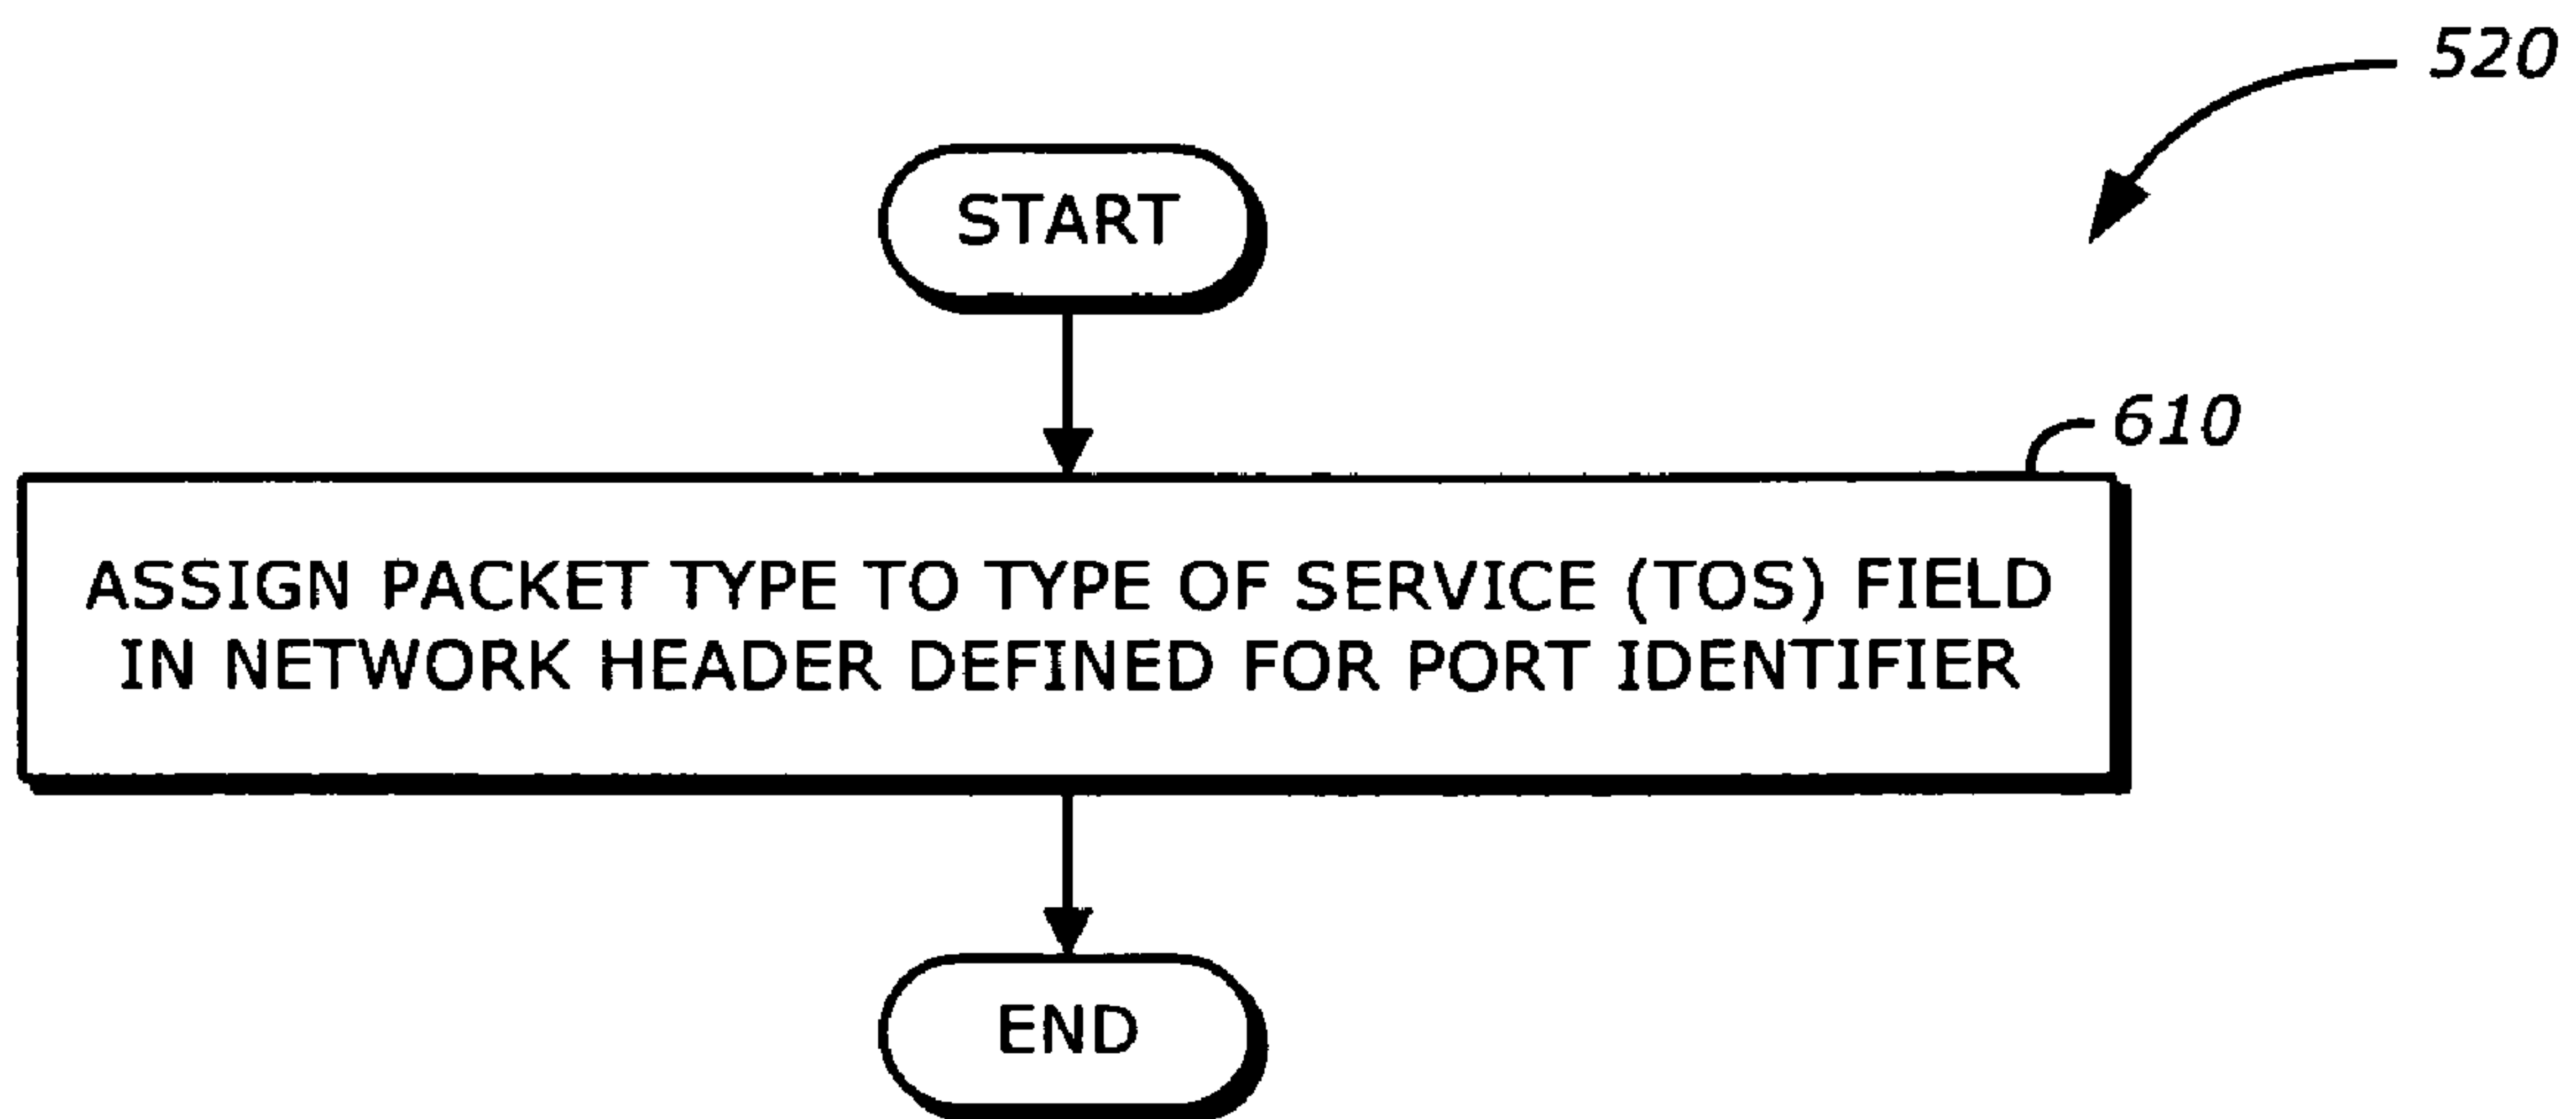 520
START
610
ASSIGN PACKET TYPE TO TYPE OF SERVICE (TOS) FIELD
IN NETWORK HEADER DEFINED FOR PORT IDENTIFIER
END